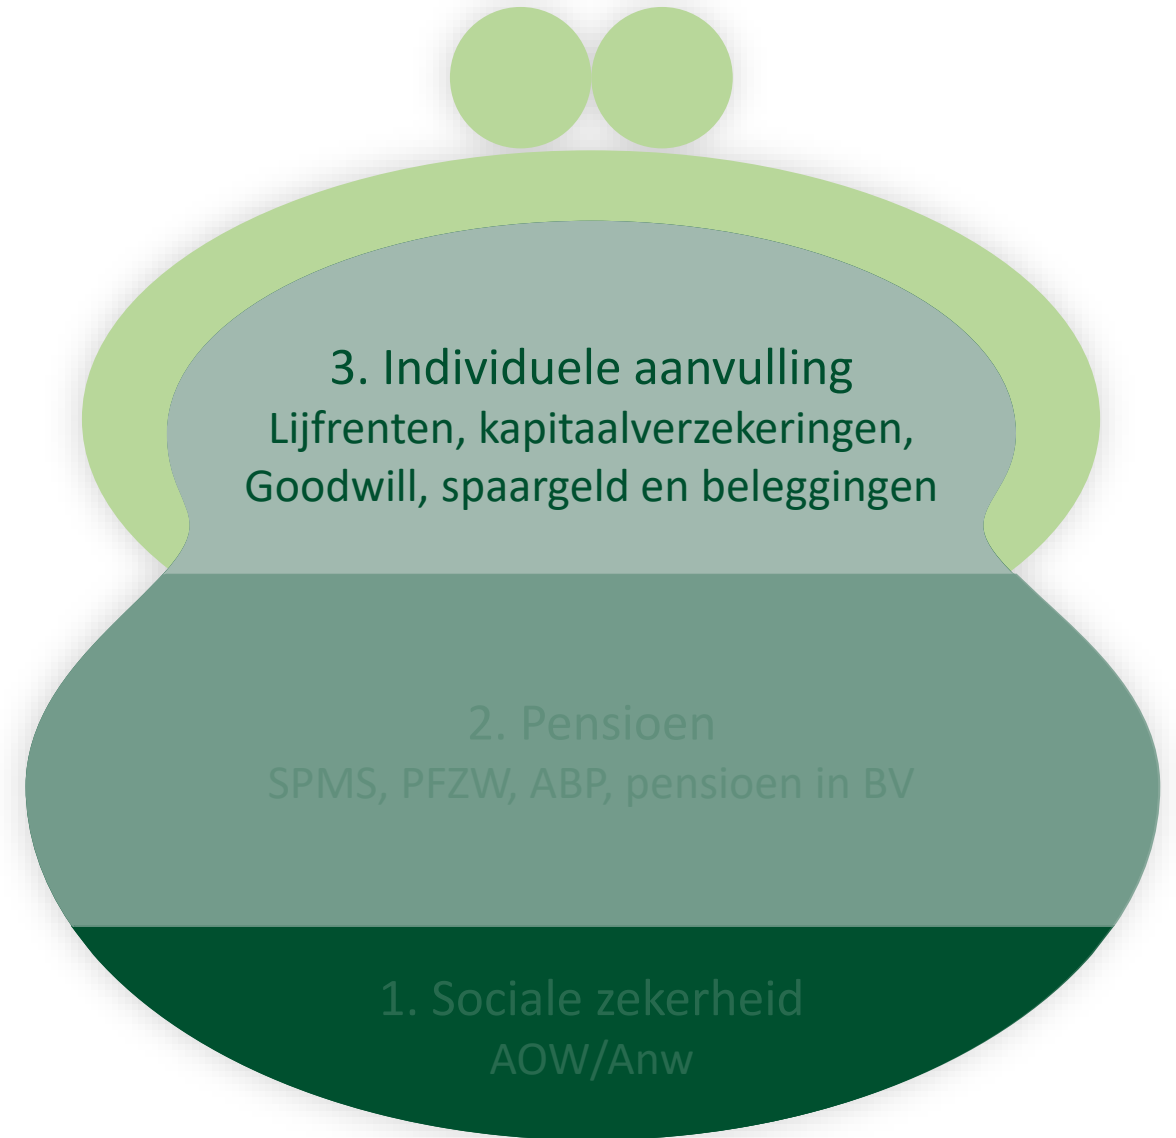 3. Individuele aanvulling
Lijfrenten, kapitaalverzekeringen,
Goodwill, spaargeld en beleggingen
2. Pensioen
SPMS, PFZW, ABP, pensioen in BV
1. Sociale zekerheid
AOW/Anw